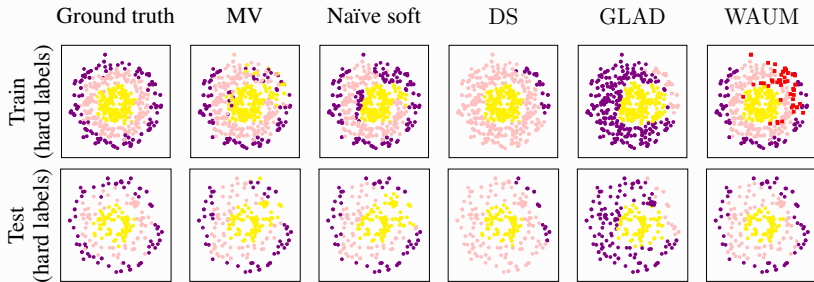 Ground truth MV Naïve soft DS GLAD WAUM
Train
(hard labels)
Test
(hard labels)